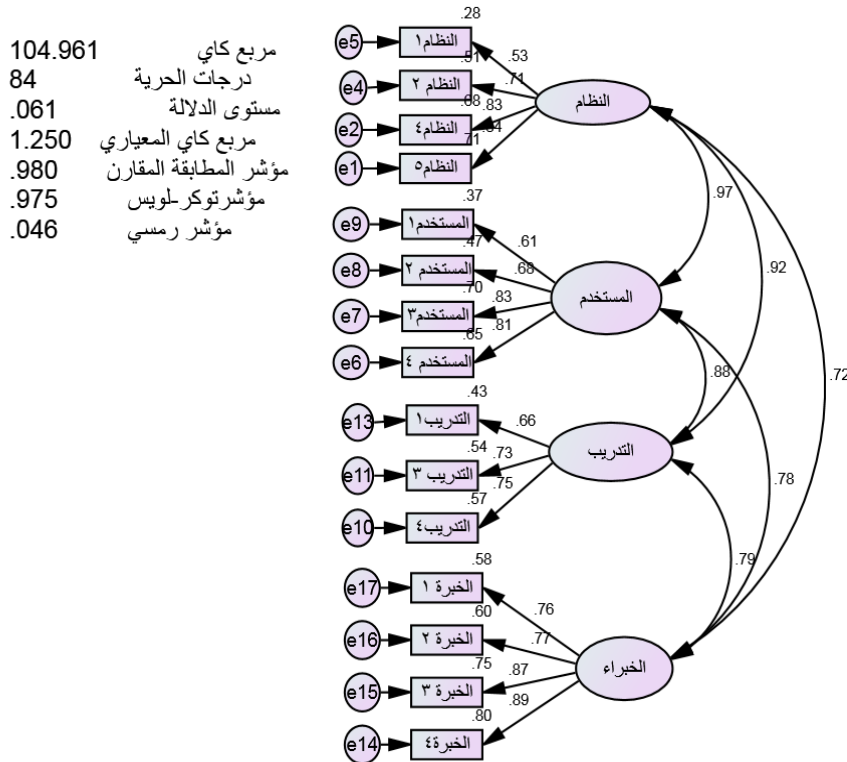 مربع كاي 104.961
درجات الحرية 84
مستوى الدلالة .061
مربع كاي المعياري 1.250
مؤشر المطابقة المقارن .980
مؤشرتوكر-لويس .975
مؤشر رمسي .046
.28
e5 النظام١ .53
.51
e4 النظام ٢ .71
النظام
.68 .83
e2 النظام٤
.71
e1 النظام٥
.97
.92
.72
.37
e9 المستخدم١ .61
.47
e8 المستخدم ٢ .68
المستخدم
.70 .83
e7 المستخدم٣ .81
.65
e6 المستخدم ٤
.88
.78
.43
e13 التدريب١ .66
.54 .73
التدريب
e11 التدريب ٣ .75
.57
e10 التدريب٤
.79
.58
e17 الخبرة ١ .76
.60
e16 الخبرة ٢ .77
الخبراء
.75 .87
e15 الخبرة ٣ .89
.80
e14 الخبرة٤